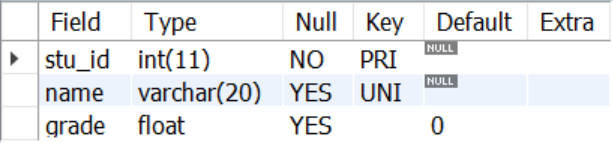 Field Type Null Key Default Extra
stu_id int(11) NO PRI NULL
name varchar(20) YES UNI NULL
grade float YES 0